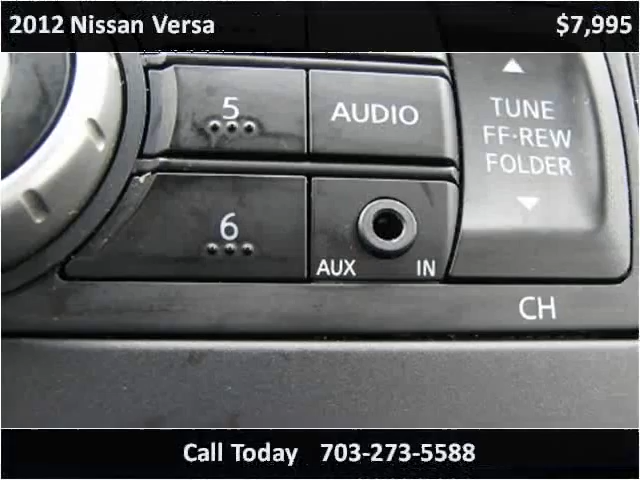 2012 Nissan Versa $7,995
5 AUDIO
TUNE
FF·REW
FOLDER
6
AUX IN
CH
Call Today 703-273-5588